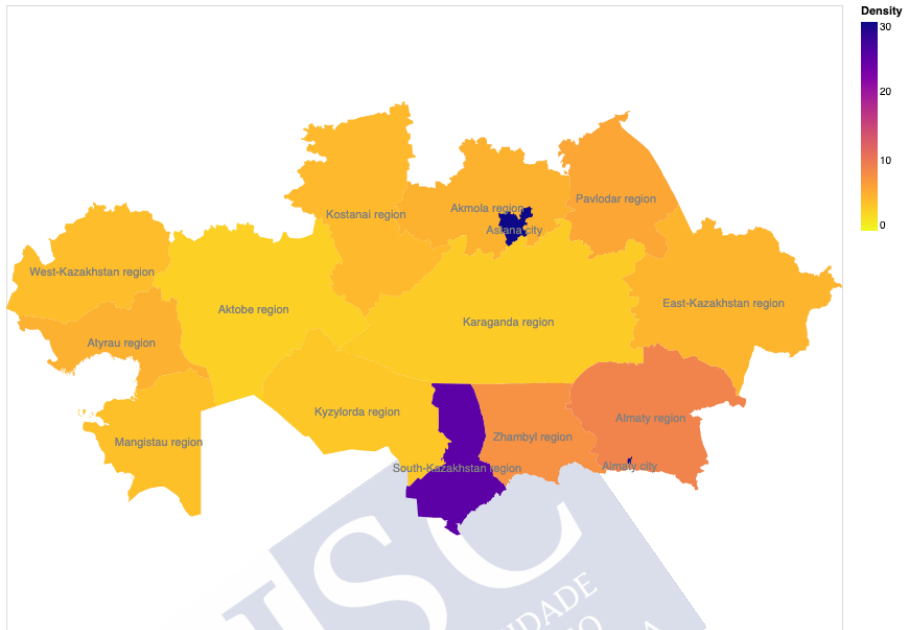 Density
30
20
10
0
Kostanai region
Akmola region
Astana city
Pavlodar region
West-Kazakhstan region
Aktobe region
Karaganda region
East-Kazakhstan region
Atyrau region
Mangistau region
Kyzylorda region
Zhambyl region
Almaty region
South-Kazakhstan region
Almaty city
USC